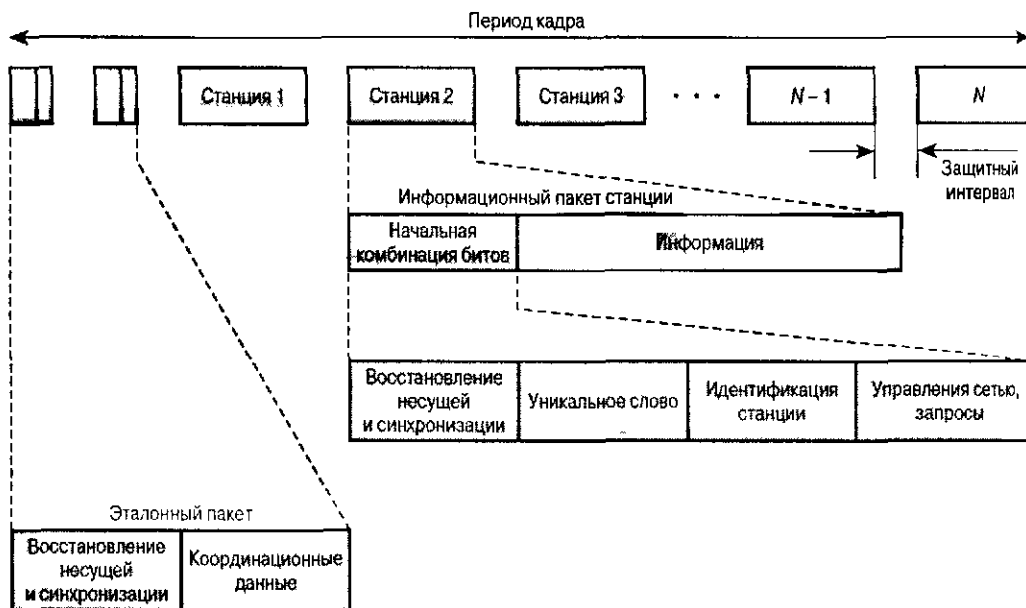 Период кадра
Станция 1
Станция 2
Станция 3
· · ·
N – 1
N
Защитный
интервал
Информационный пакет станции
Начальная
комбинация битов
Информация
Восстановление
несущей
и синхронизации
Уникальное слово
Идентификация
станции
Управления сетью,
запросы
Эталонный пакет
Восстановление
несущей
и синхронизации
Координационные
данные